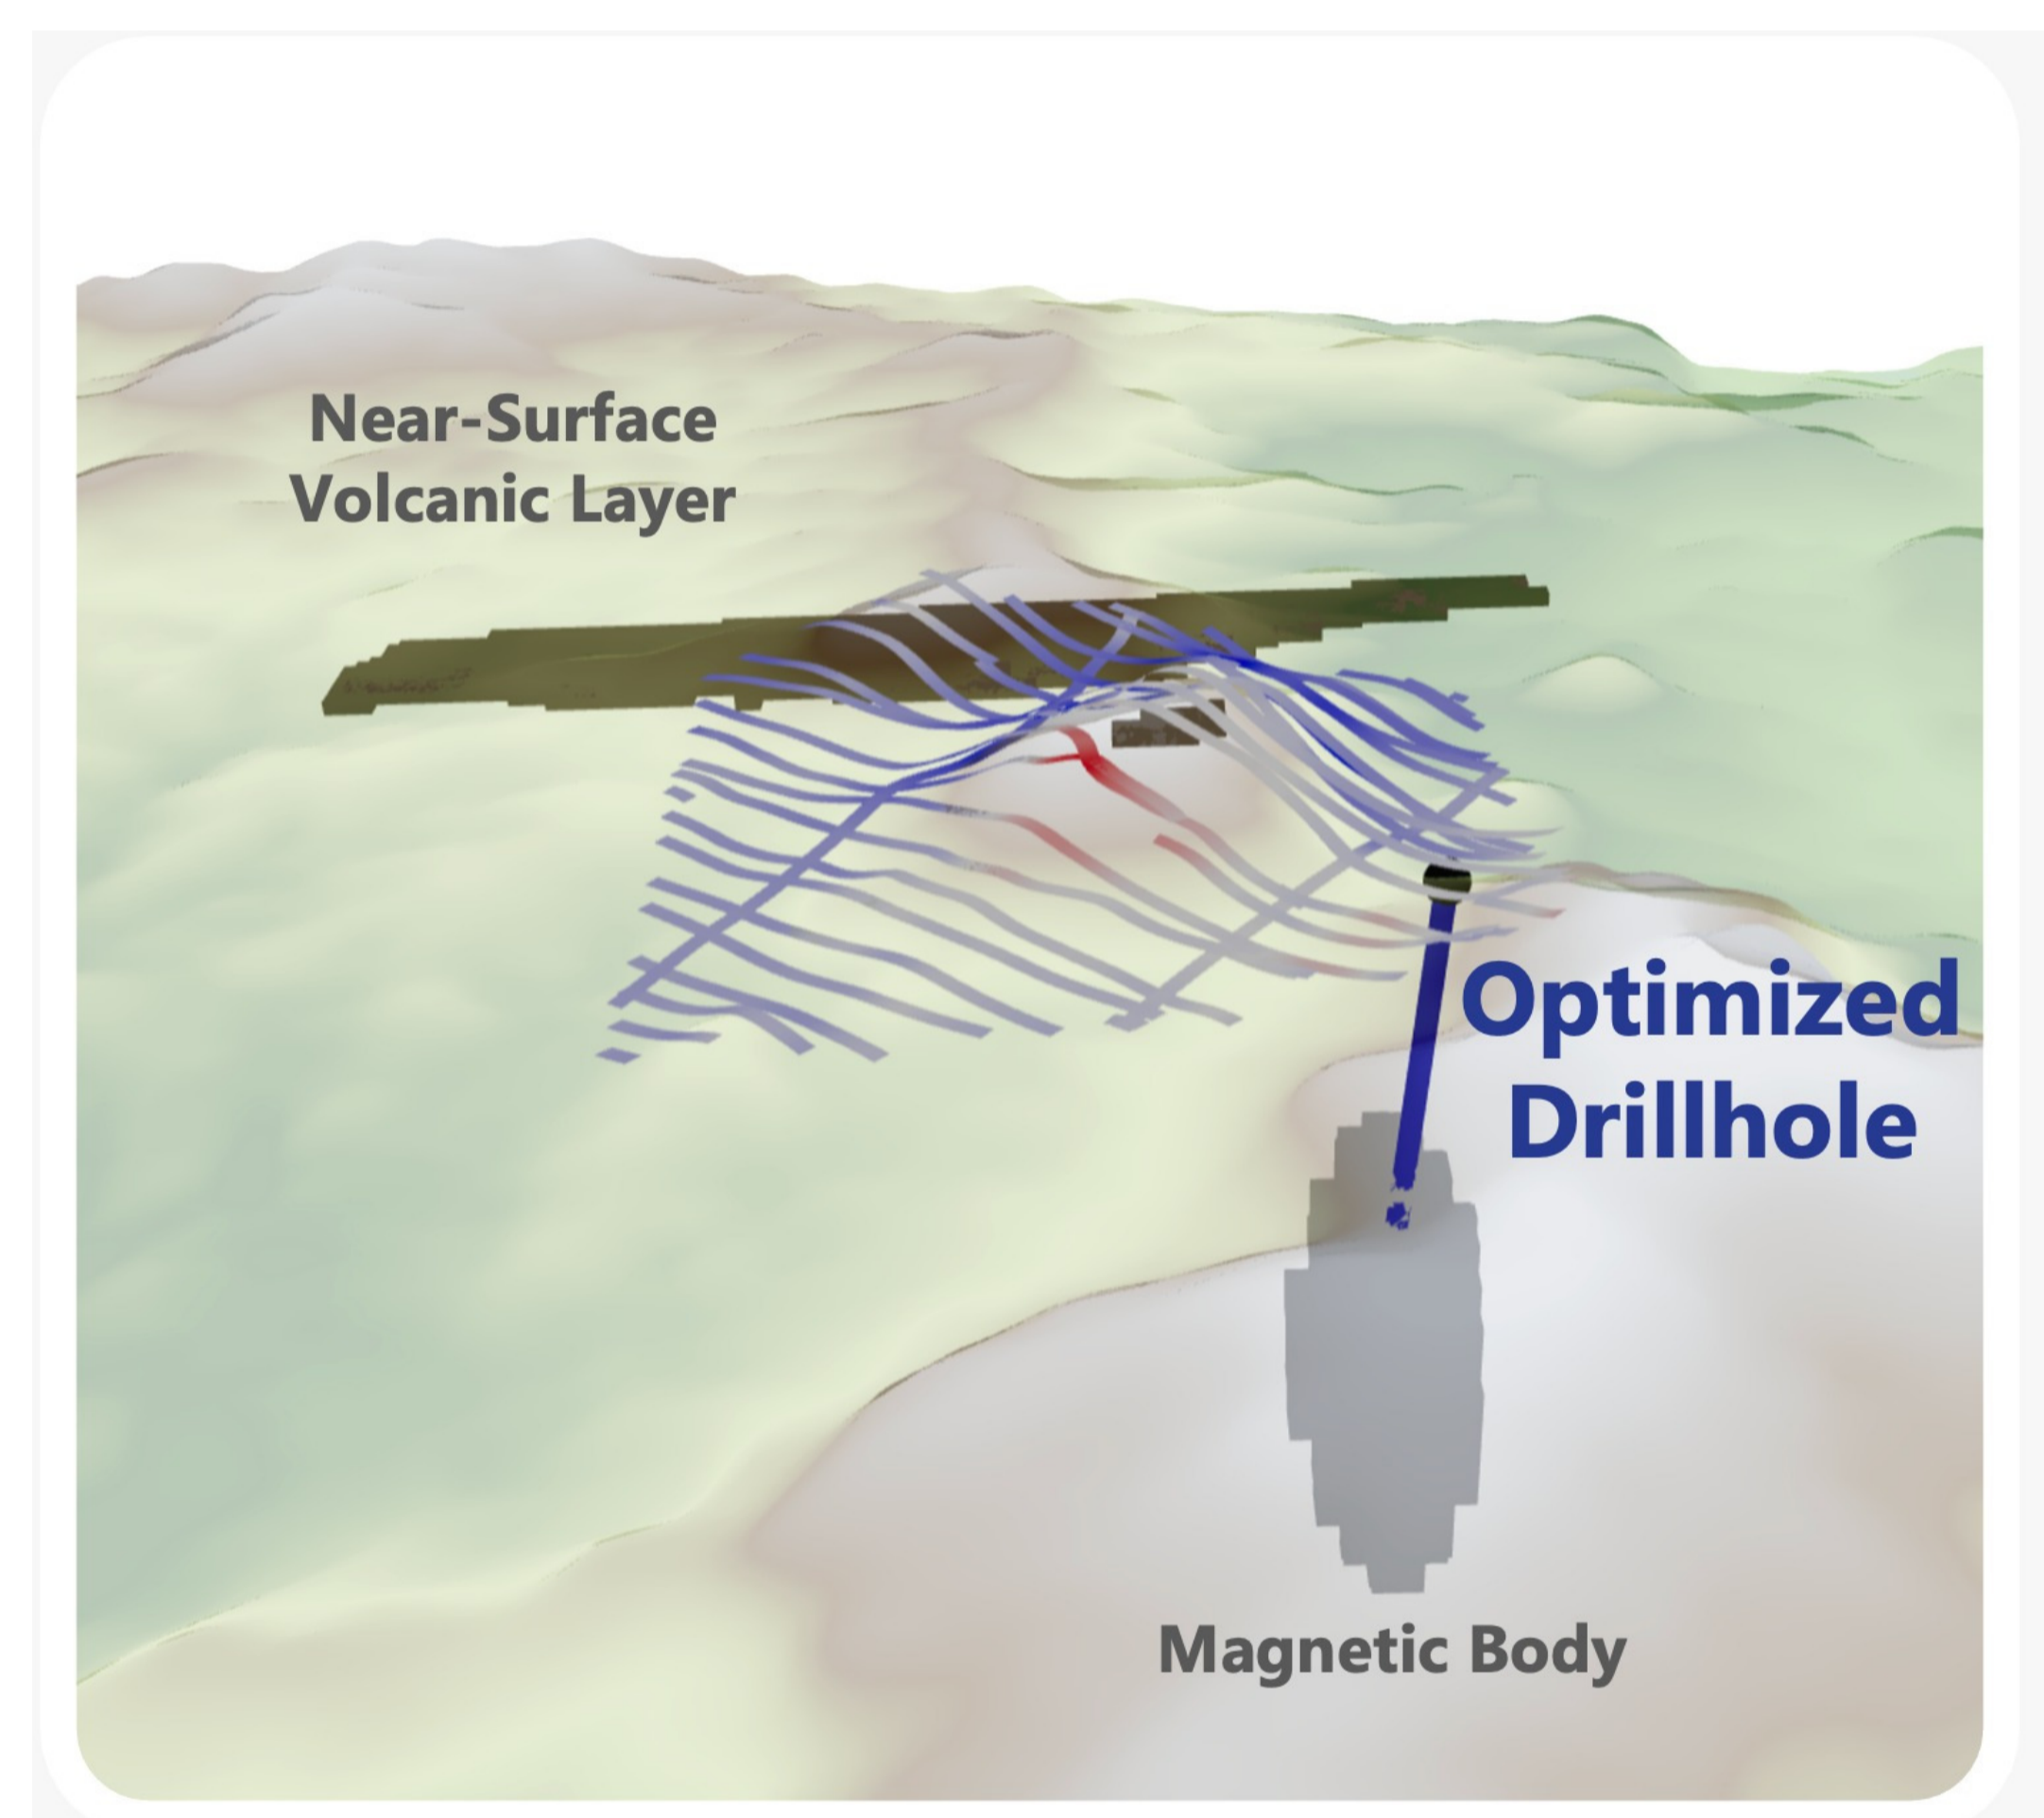 Near-Surface
Volcanic Layer
Optimized
Drillhole
Magnetic Body